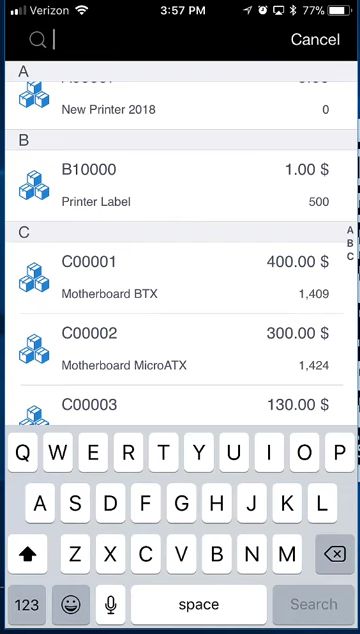 Verizon 3:57 PM 77%
Cancel
A
New Printer 2018 0
B
B10000 1.00 $
Printer Label 500
C
C00001 400.00 $
Motherboard BTX 1,409
C00002 300.00 $
Motherboard MicroATX 1,424
C00003 130.00 $
A
B
C
Q W E R T Y U I O P
A S D F G H J K L
Z X C V B N M
123 space Search